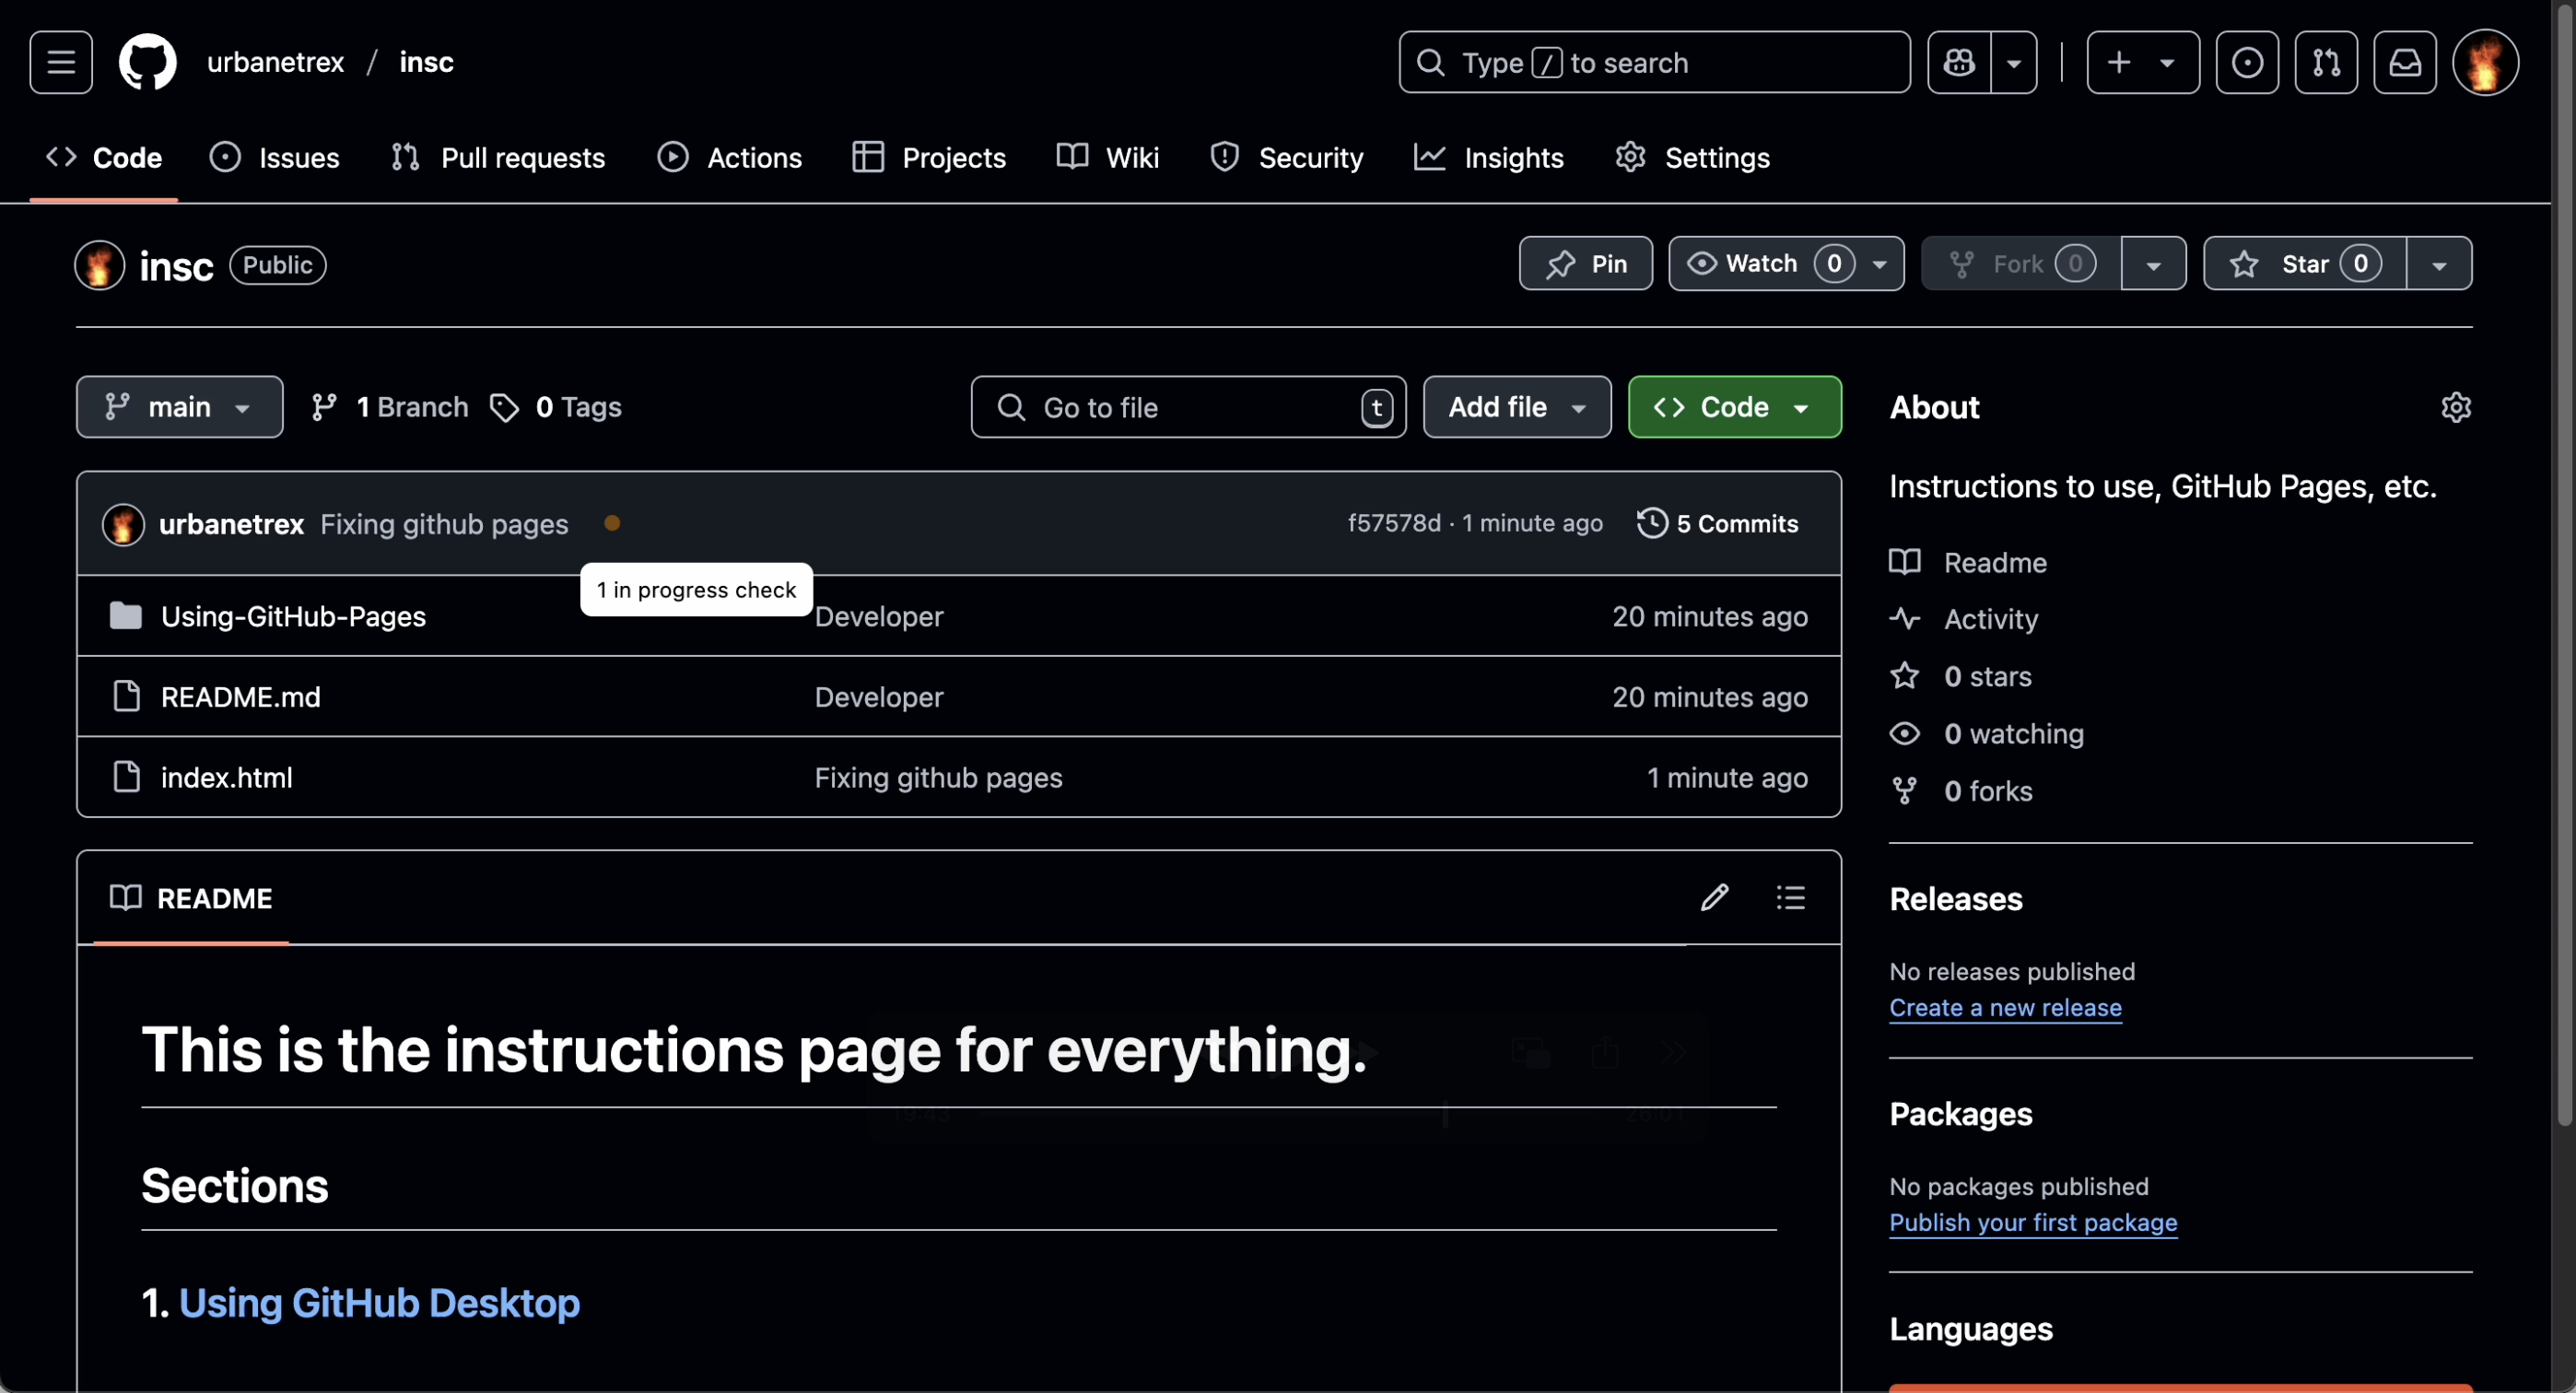 urbanetrex / insc
Type / to search
Code Issues Pull requests Actions Projects Wiki Security Insights Settings
insc Public
Pin Watch 0 Fork 0 Star 0
main 1 Branch 0 Tags
Go to file t Add file Code
urbanetrex Fixing github pages f57578d · 1 minute ago 5 Commits
1 in progress check
Using-GitHub-Pages Developer 20 minutes ago
README.md Developer 20 minutes ago
index.html Fixing github pages 1 minute ago
README
This is the instructions page for everything.
Sections
1. Using GitHub Desktop
About
Instructions to use, GitHub Pages, etc.
Readme
Activity
0 stars
0 watching
0 forks
Releases
No releases published
Create a new release
Packages
No packages published
Publish your first package
Languages